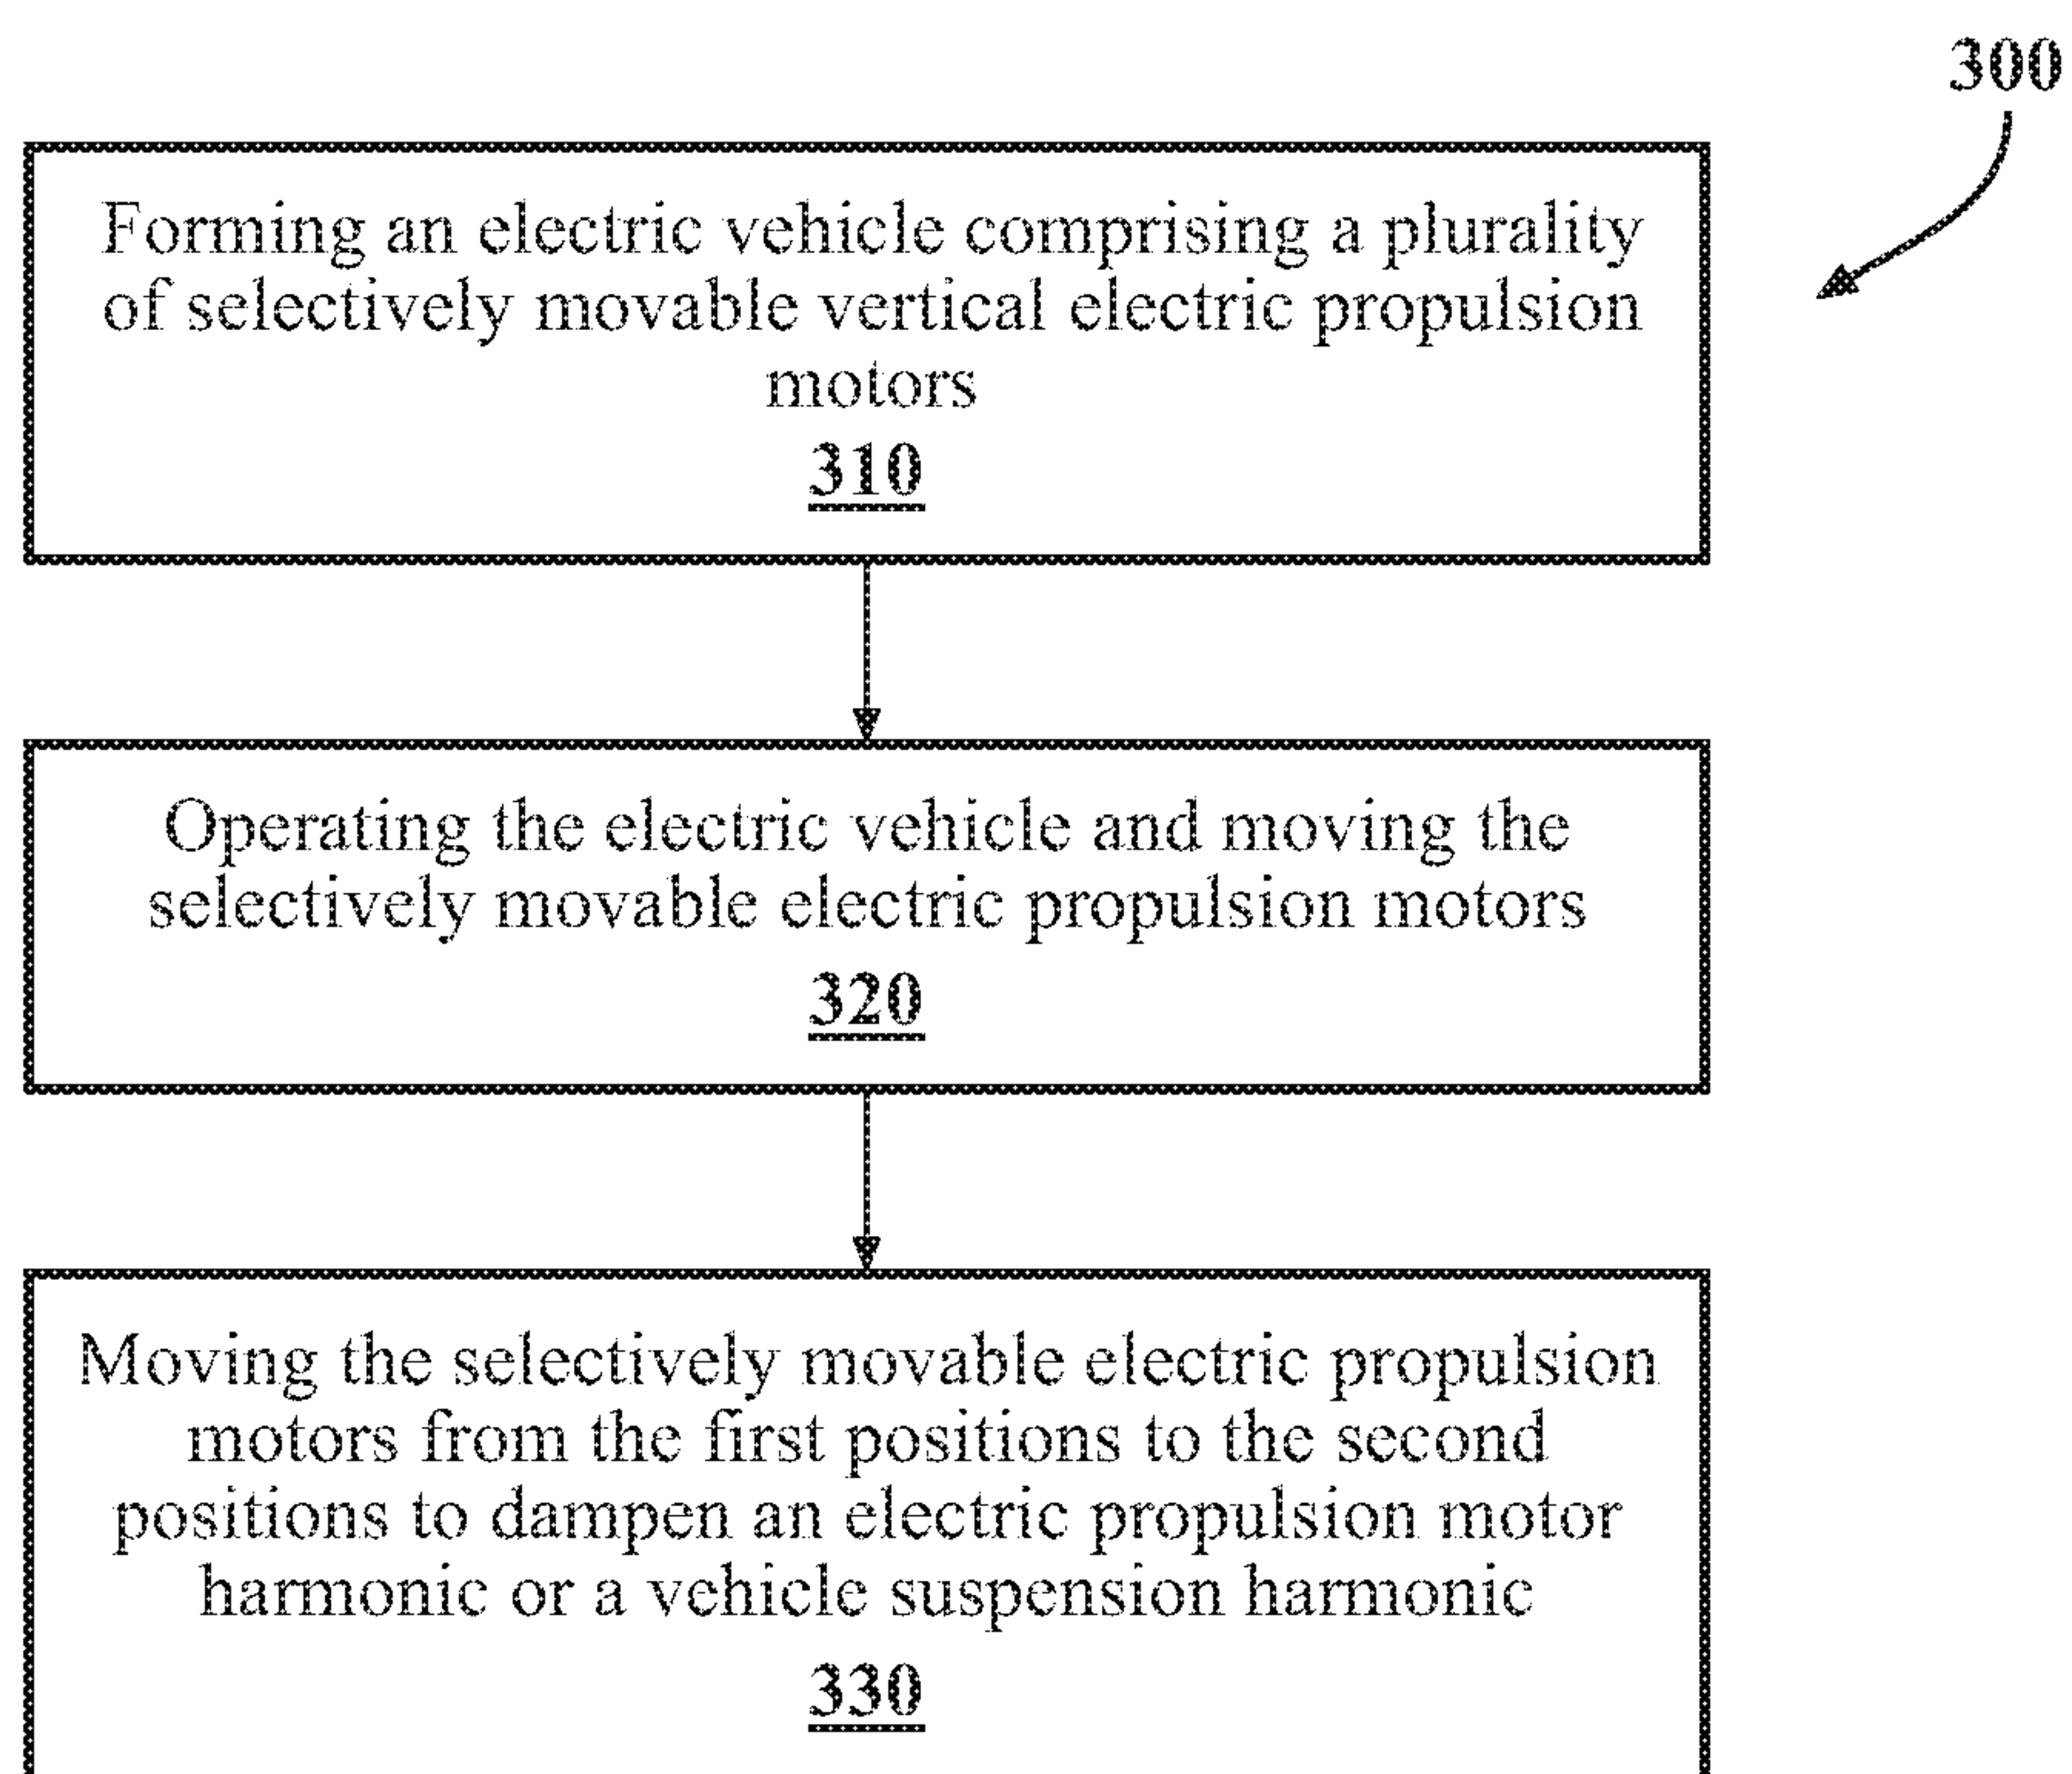 300
Forming an electric vehicle comprising a plurality
of selectively movable vertical electric propulsion
motors
310
Operating the electric vehicle and moving the
selectively movable electric propulsion motors
320
Moving the selectively movable electric propulsion
motors from the first positions to the second
positions to dampen an electric propulsion motor
harmonic or a vehicle suspension harmonic
330